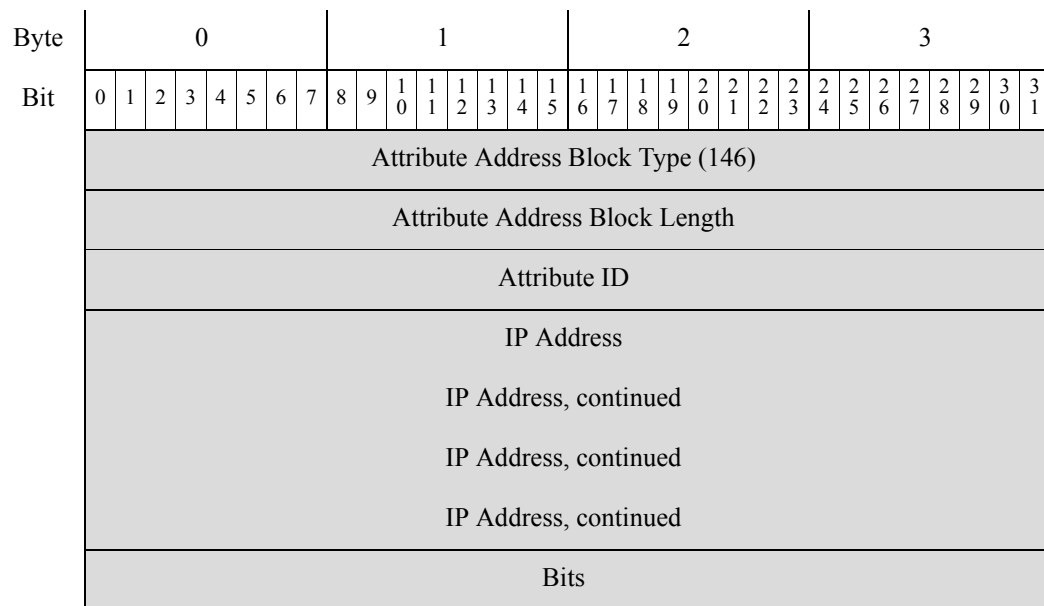 Byte 0 1 2 3
Bit 0 1 2 3 4 5 6 7 8 9 10 11 12 13 14 15 16 17 18 19 20 21 22 23 24 25 26 27 28 29 30 31
Attribute Address Block Type (146)
Attribute Address Block Length
Attribute ID
IP Address
IP Address, continued
IP Address, continued
IP Address, continued
Bits